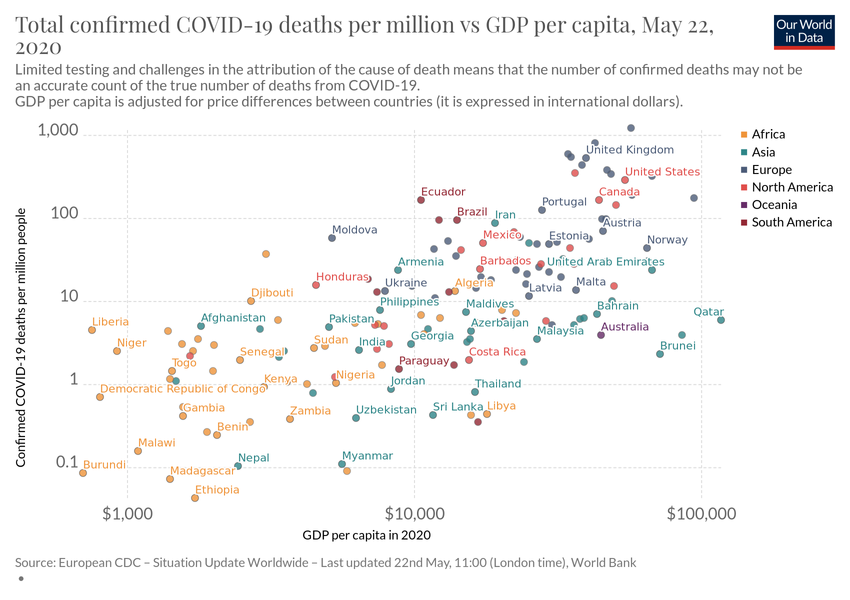 Total confirmed COVID-19 deaths per million vs GDP per capita, May 22,
2020
Our World
in Data
Limited testing and challenges in the attribution of the cause of death means that the number of confirmed deaths may not be
an accurate count of the true number of deaths from COVID-19.
GDP per capita is adjusted for price differences between countries (it is expressed in international dollars).
Confirmed COVID-19 deaths per million people
1,000
100
10
1
0.1
Africa
Asia
Europe
North America
Oceania
South America
United Kingdom
United States
Ecuador
Canada
Portugal
Brazil
Iran
Austria
Moldova
Mexico
Estonia
Norway
Armenia
Barbados
United Arab Emirates
Honduras
Ukraine
Algeria
Latvia
Malta
Djibouti
Philippines
Maldives
Bahrain
Qatar
Liberia
Afghanistan
Pakistan
Azerbaijan
Malaysia
Australia
Niger
Sudan
India
Georgia
Senegal
Costa Rica
Brunei
Togo
Paraguay
Kenya
Nigeria
Jordan
Thailand
Democratic Republic of Congo
Gambia
Zambia
Uzbekistan
Sri Lanka
Libya
Benin
Malawi
Burundi
Nepal
Myanmar
Madagascar
Ethiopia
$1,000
$10,000
$100,000
GDP per capita in 2020
Source: European CDC – Situation Update Worldwide – Last updated 22nd May, 11:00 (London time), World Bank